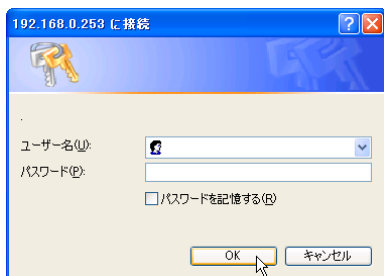 192.168.0.253 に接続
.
ユーザー名(U):
パスワード(P):
パスワードを記憶する(R)
OK
キャンセル